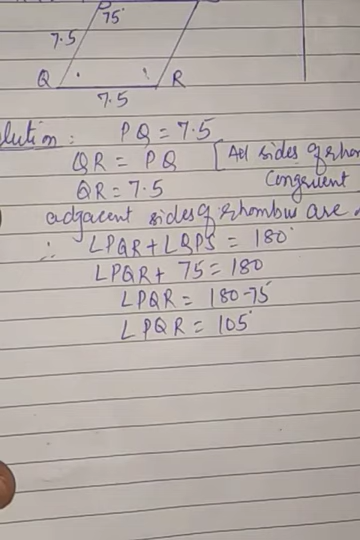 P
75°
7.5
Q R
7.5
lution : PQ = 7.5
QR = PQ [All sides of rhom
QR = 7.5 Congruent
adjacent sides of rhombus are
∴ ∠PQR + ∠QPS = 180°
∠PQR + 75 = 180
∠PQR = 180-75
∠PQR = 105°